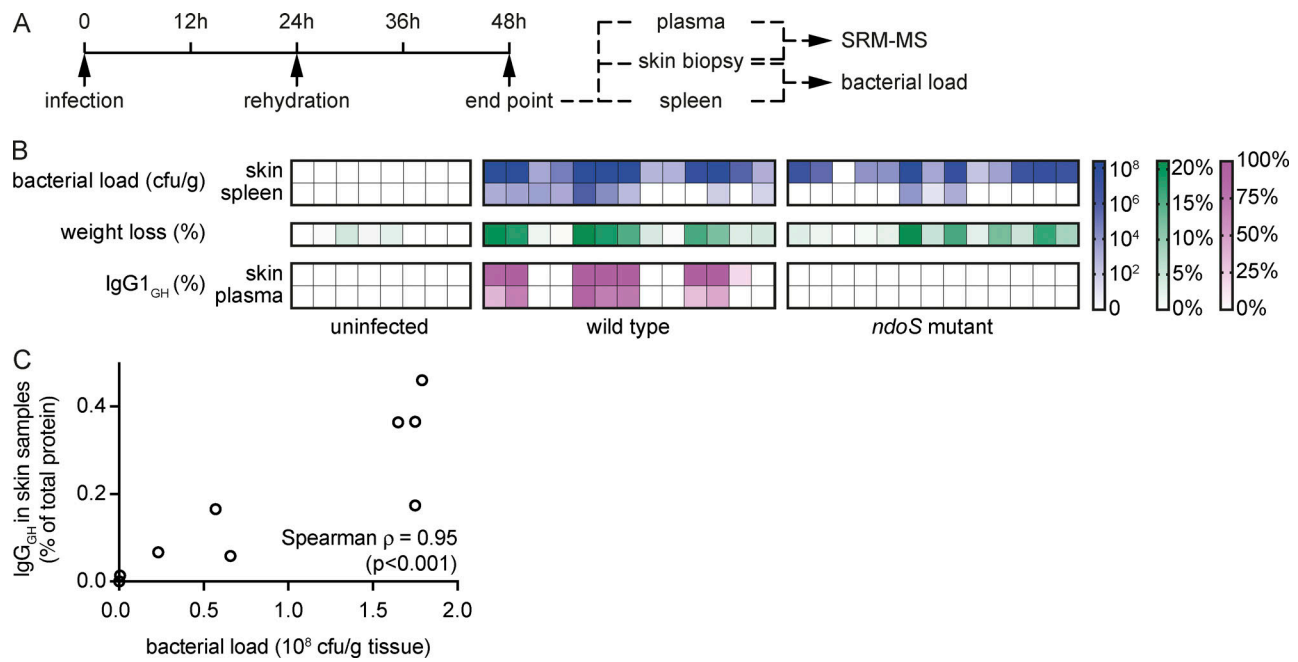 A
0 12h 24h 36h 48h
infection rehydration end point
plasma
skin biopsy
spleen
SRM-MS
bacterial load
B
bacterial load (cfu/g) skin
spleen
weight loss (%)
IgG1GH (%) skin
plasma
uninfected wild type ndoS mutant
10⁸
10⁶
10⁴
10²
0
20%
15%
10%
5%
0%
100%
75%
50%
25%
0%
C
IgGGH in skin samples
(% of total protein)
0.4
0.2
0.0
Spearman ρ = 0.95
(p<0.001)
0.0 0.5 1.0 1.5 2.0
bacterial load (10⁸ cfu/g tissue)